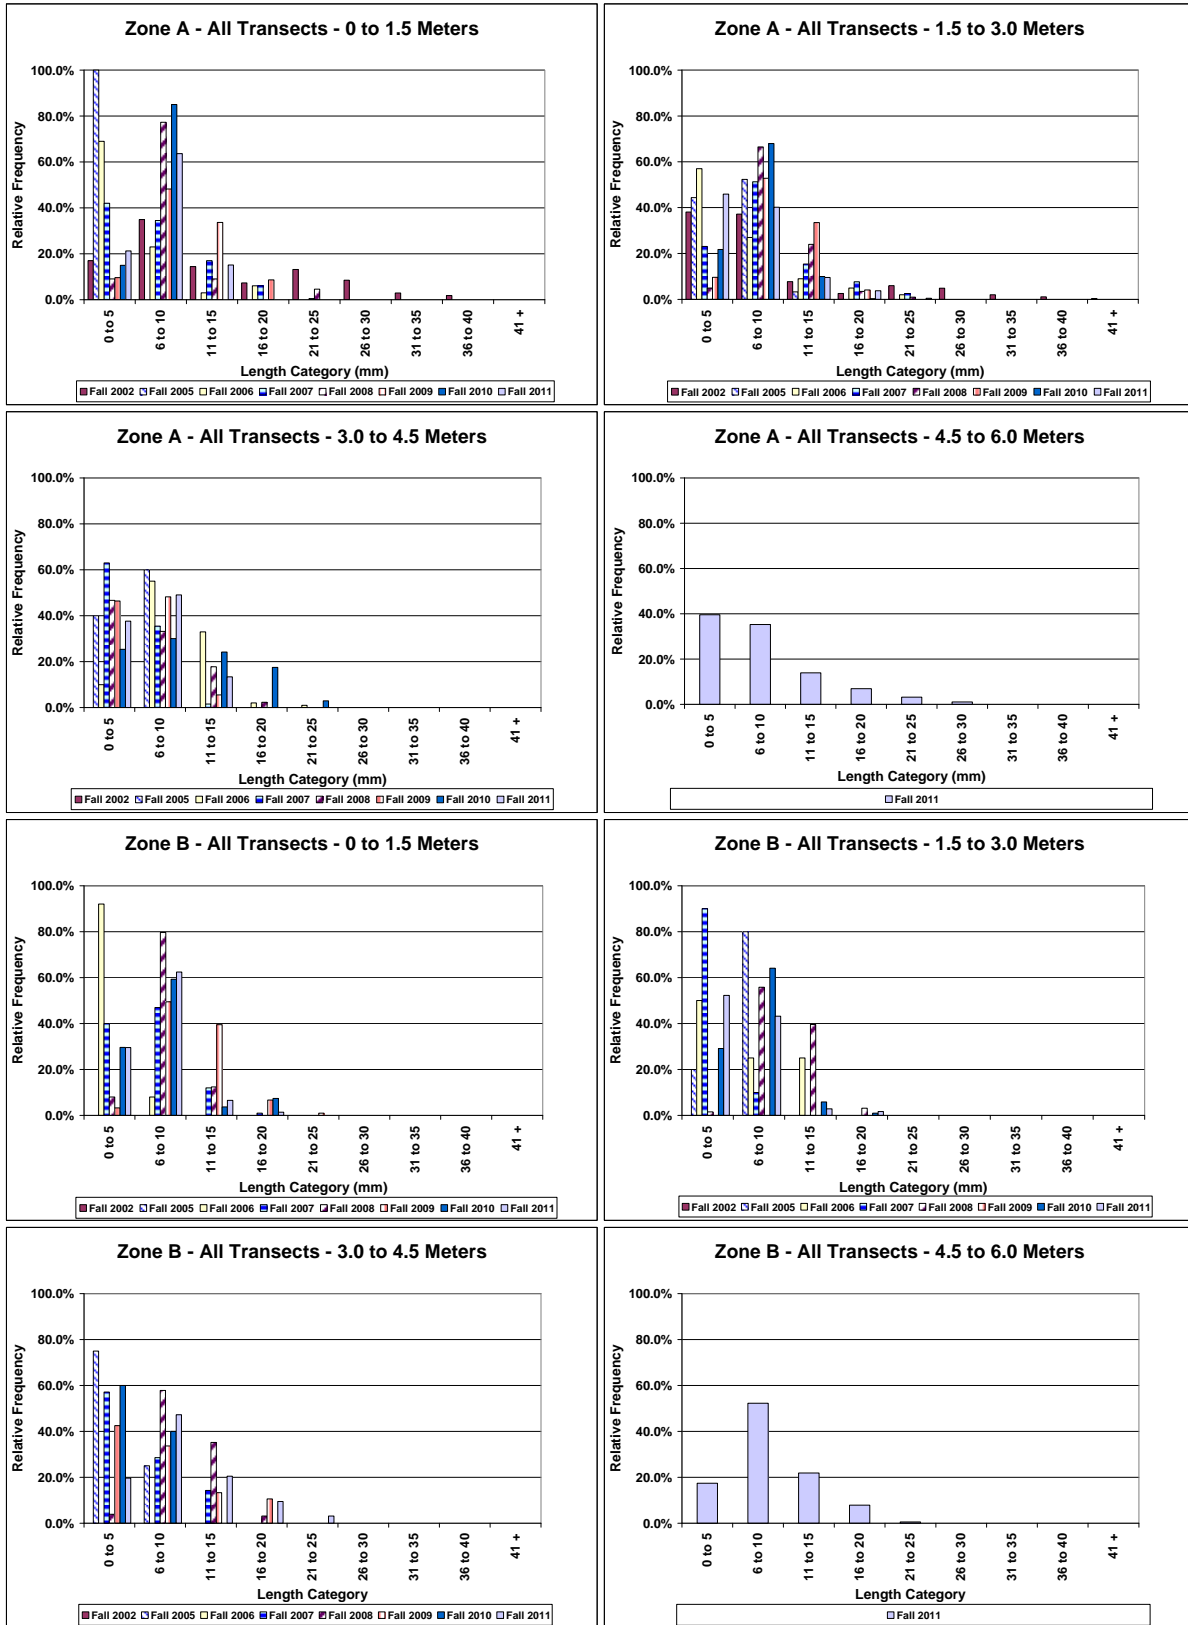 Zone A - All Transects - 0 to 1.5 Meters
Relative Frequency
100.0%
80.0%
60.0%
40.0%
20.0%
0.0%
0 to 5
6 to 10
11 to 15
16 to 20
21 to 25
26 to 30
31 to 35
36 to 40
41 +
Length Category (mm)
Fall 2002 Fall 2005 Fall 2006 Fall 2007 Fall 2008 Fall 2009 Fall 2010 Fall 2011
Zone A - All Transects - 1.5 to 3.0 Meters
Relative Frequency
100.0%
80.0%
60.0%
40.0%
20.0%
0.0%
0 to 5
6 to 10
11 to 15
16 to 20
21 to 25
26 to 30
31 to 35
36 to 40
41 +
Length Category (mm)
Fall 2002 Fall 2005 Fall 2006 Fall 2007 Fall 2008 Fall 2009 Fall 2010 Fall 2011
Zone A - All Transects - 3.0 to 4.5 Meters
Relative Frequency
100.0%
80.0%
60.0%
40.0%
20.0%
0.0%
0 to 5
6 to 10
11 to 15
16 to 20
21 to 25
26 to 30
31 to 35
36 to 40
41 +
Length Category (mm)
Fall 2002 Fall 2005 Fall 2006 Fall 2007 Fall 2008 Fall 2009 Fall 2010 Fall 2011
Zone A - All Transects - 4.5 to 6.0 Meters
Relative Frequency
100.0%
80.0%
60.0%
40.0%
20.0%
0.0%
0 to 5
6 to 10
11 to 15
16 to 20
21 to 25
26 to 30
31 to 35
36 to 40
41 +
Length Category (mm)
Fall 2011
Zone B - All Transects - 0 to 1.5 Meters
Relative Frequency
100.0%
80.0%
60.0%
40.0%
20.0%
0.0%
0 to 5
6 to 10
11 to 15
16 to 20
21 to 25
26 to 30
31 to 35
36 to 40
41 +
Length Category (mm)
Fall 2002 Fall 2005 Fall 2006 Fall 2007 Fall 2008 Fall 2009 Fall 2010 Fall 2011
Zone B - All Transects - 1.5 to 3.0 Meters
Relative Frequency
100.0%
80.0%
60.0%
40.0%
20.0%
0.0%
0 to 5
6 to 10
11 to 15
16 to 20
21 to 25
26 to 30
31 to 35
36 to 40
41 +
Length Category (mm)
Fall 2002 Fall 2005 Fall 2006 Fall 2007 Fall 2008 Fall 2009 Fall 2010 Fall 2011
Zone B - All Transects - 3.0 to 4.5 Meters
Relative Frequency
100.0%
80.0%
60.0%
40.0%
20.0%
0.0%
0 to 5
6 to 10
11 to 15
16 to 20
21 to 25
26 to 30
31 to 35
36 to 40
41 +
Length Category
Fall 2002 Fall 2005 Fall 2006 Fall 2007 Fall 2008 Fall 2009 Fall 2010 Fall 2011
Zone B - All Transects - 4.5 to 6.0 Meters
Relative Frequency
100.0%
80.0%
60.0%
40.0%
20.0%
0.0%
0 to 5
6 to 10
11 to 15
16 to 20
21 to 25
26 to 30
31 to 35
36 to 40
41 +
Length Category (mm)
Fall 2011